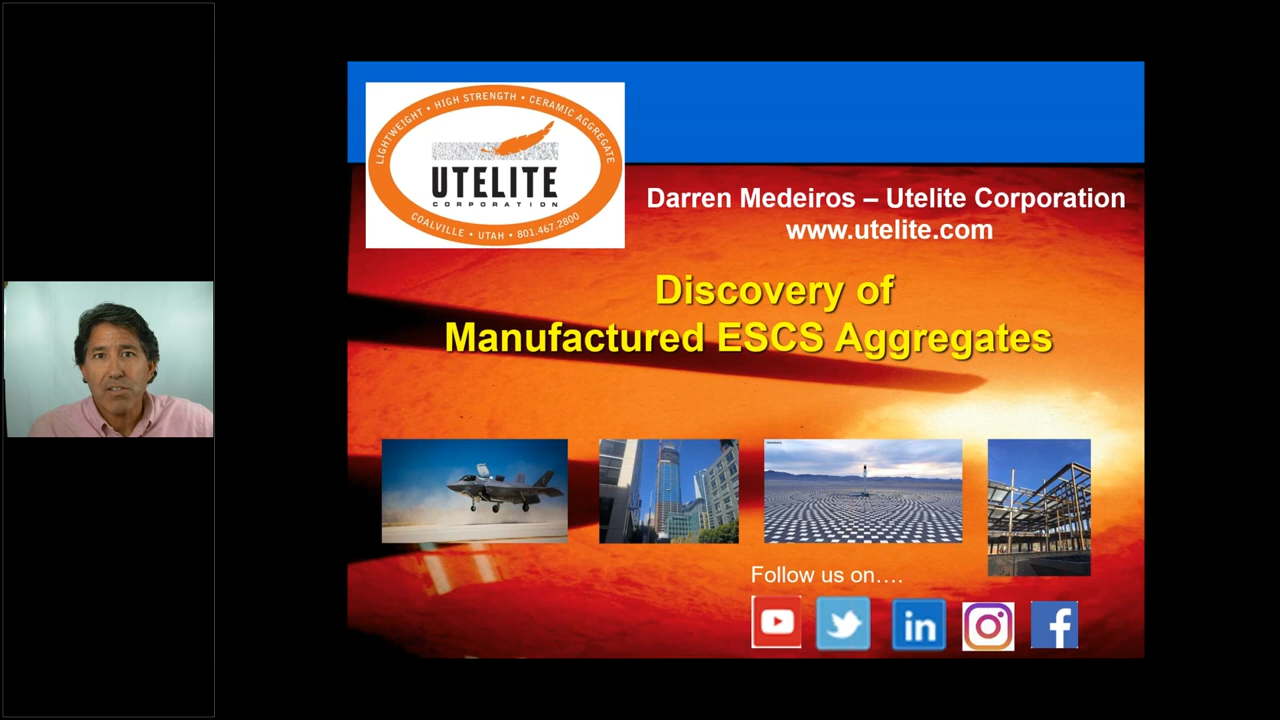 LIGHTWEIGHT • HIGH STRENGTH • CERAMIC AGGREGATE
UTELITE
CORPORATION
COALVILLE • UTAH • 801.467.2800
Darren Medeiros – Utelite Corporation
www.utelite.com
Discovery of
Manufactured ESCS Aggregates
Follow us on….
in
f